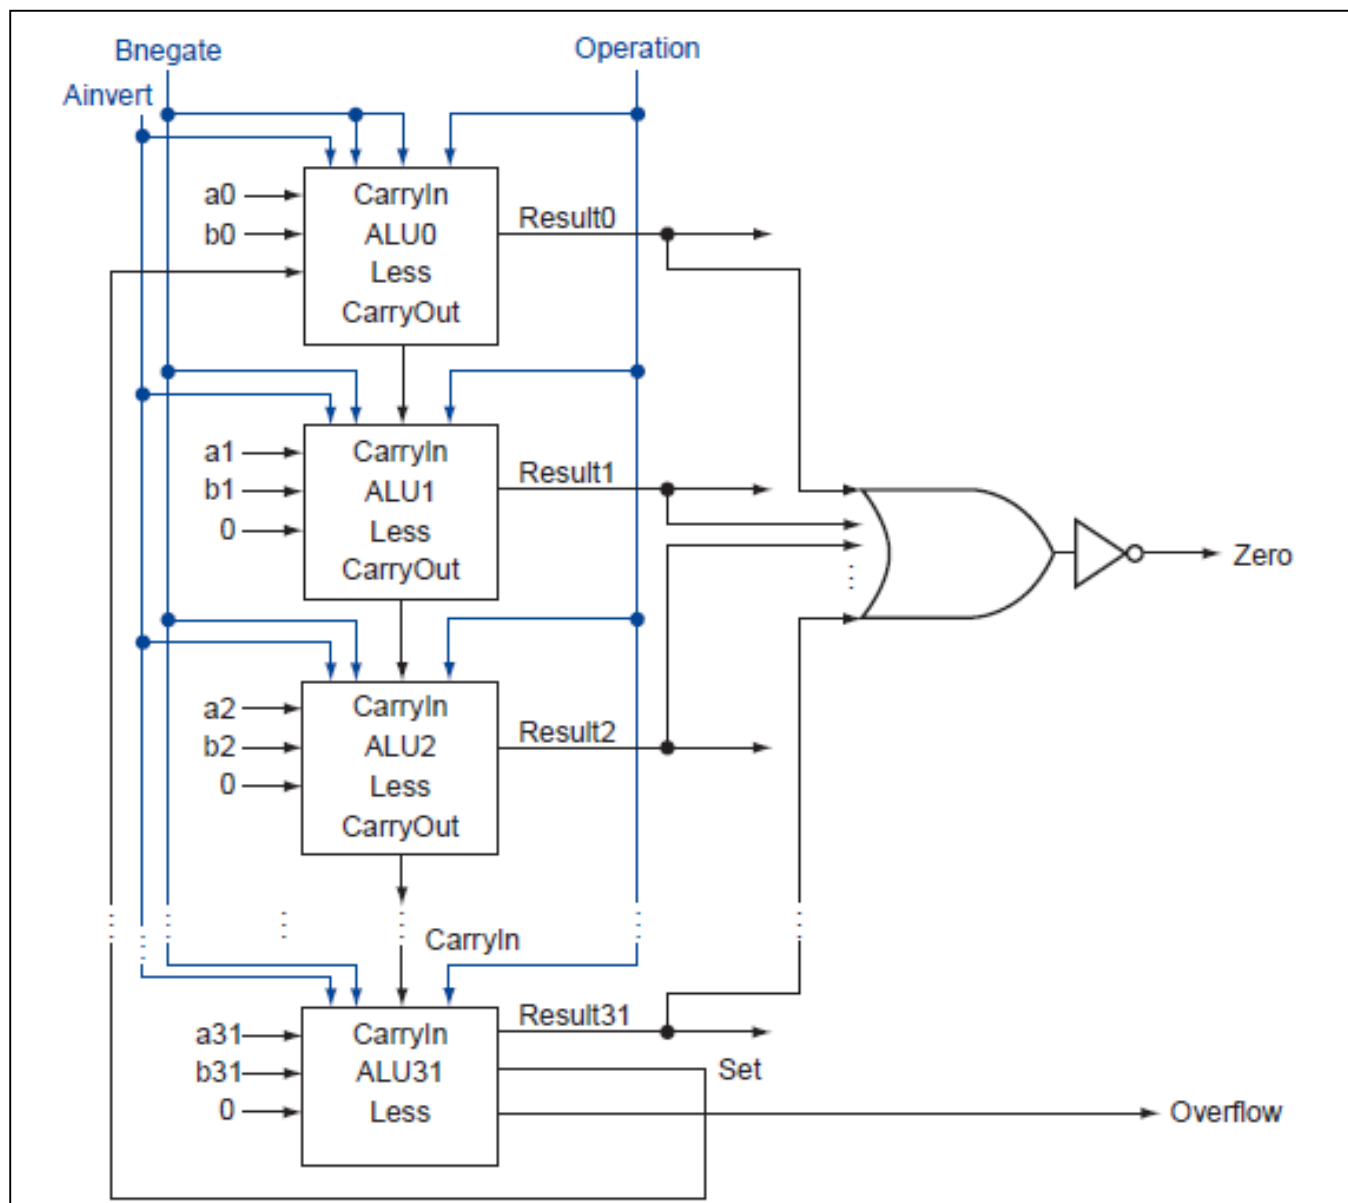 Bnegate
Operation
Ainvert
a0
CarryIn
Result0
b0
ALU0
Less
CarryOut
a1
CarryIn
Result1
b1
ALU1
0
Less
CarryOut
Zero
a2
CarryIn
Result2
b2
ALU2
0
Less
CarryOut
CarryIn
a31
CarryIn
Result31
b31
ALU31
Set
0
Less
Overflow